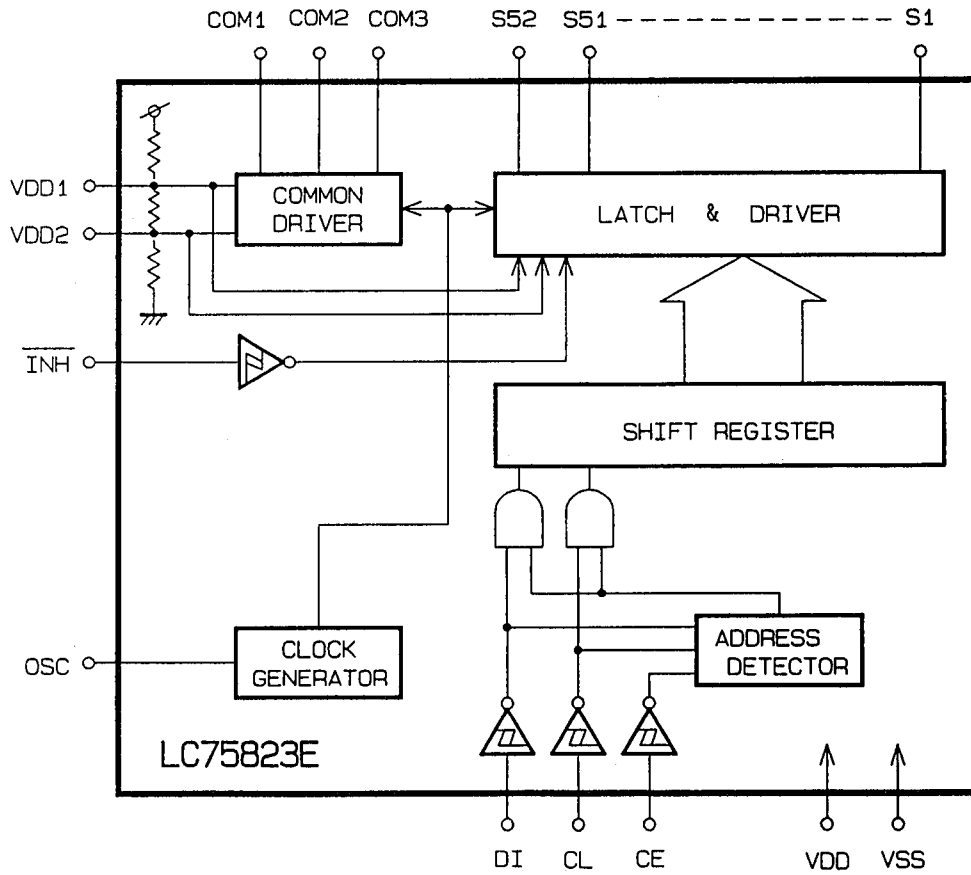 COM1 COM2 COM3 S52 S51 S1
VDD1
VDD2
COMMON
DRIVER
LATCH & DRIVER
INH
SHIFT REGISTER
OSC
CLOCK
GENERATOR
ADDRESS
DETECTOR
LC75823E
DI CL CE VDD VSS